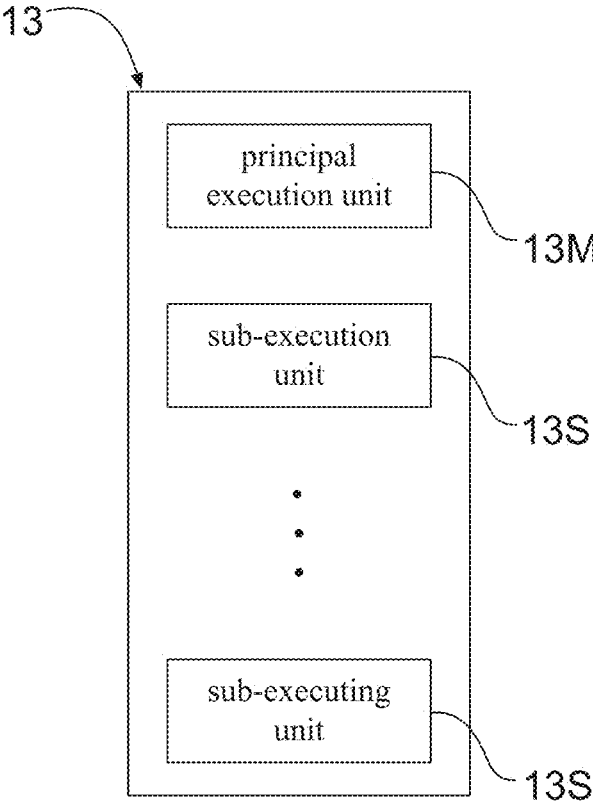 13
principal
execution unit
13M
sub-execution
unit
13S
sub-executing
unit
13S